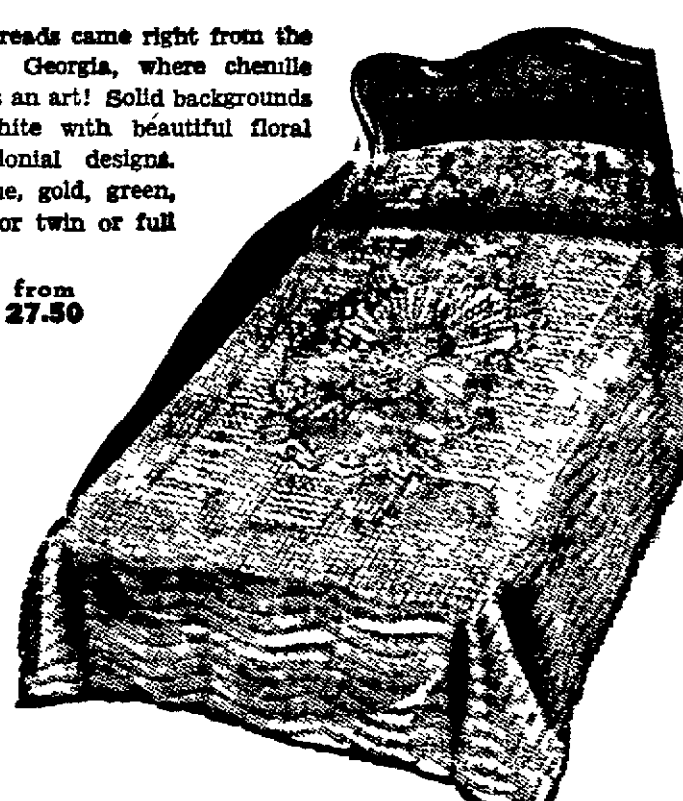 reads came right from the
Georgia, where chenille
s an art! Solid backgrounds
hite with beautiful floral
lonial designs.
ue, gold, green,
or twin or full
from
27.50